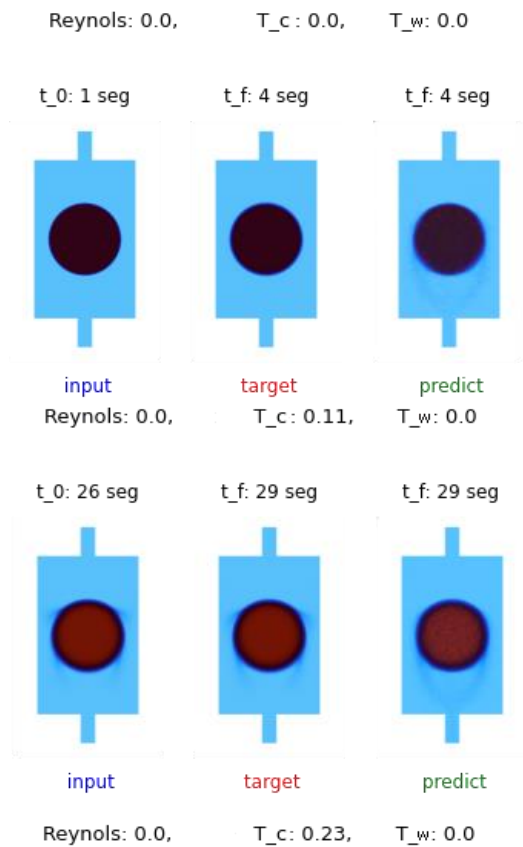 Reynols: 0.0, T_c : 0.0, T_w: 0.0
t_0: 1 seg t_f: 4 seg t_f: 4 seg
input target predict
Reynols: 0.0, T_c : 0.11, T_w: 0.0
t_0: 26 seg t_f: 29 seg t_f: 29 seg
input target predict
Reynols: 0.0, T_c: 0.23, T_w: 0.0